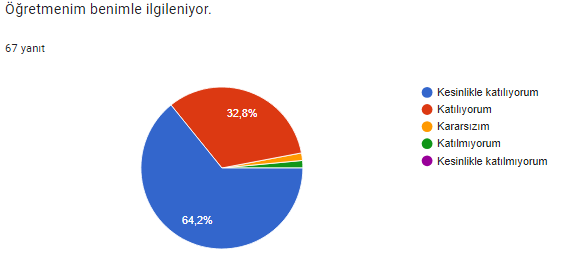 Öğretmenim benimle ilgileniyor.
67 yanıt
32,8%
64,2%
Kesinlikle katılıyorum
Katılıyorum
Kararsızım
Katılmıyorum
Kesinlikle katılmıyorum